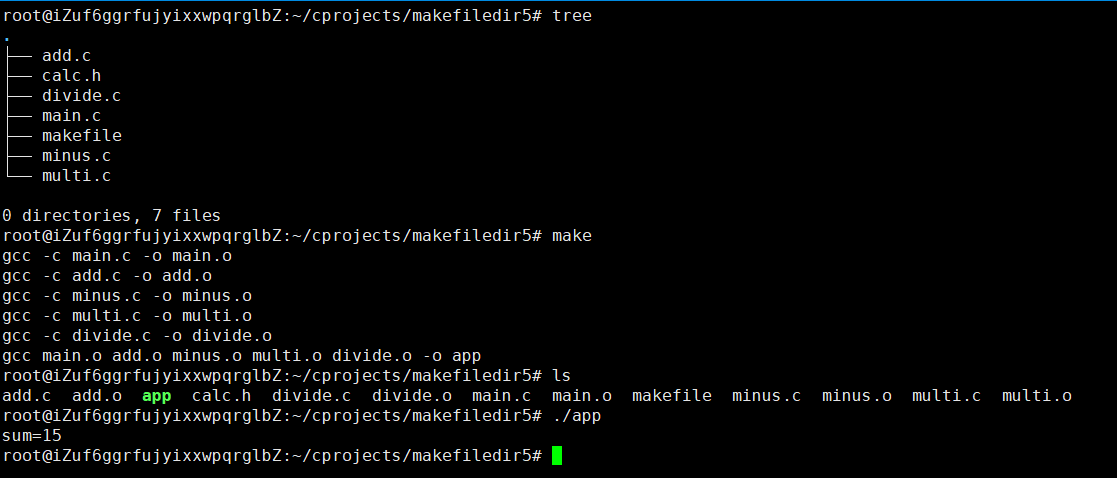 root@iZuf6ggrfujyixxwpqrglbZ:~/cprojects/makefiledir5# tree
.
├── add.c
├── calc.h
├── divide.c
├── main.c
├── makefile
├── minus.c
└── multi.c

0 directories, 7 files
root@iZuf6ggrfujyixxwpqrglbZ:~/cprojects/makefiledir5# make
gcc -c main.c -o main.o
gcc -c add.c -o add.o
gcc -c minus.c -o minus.o
gcc -c multi.c -o multi.o
gcc -c divide.c -o divide.o
gcc main.o add.o minus.o multi.o divide.o -o app
root@iZuf6ggrfujyixxwpqrglbZ:~/cprojects/makefiledir5# ls
add.c  add.o  app  calc.h  divide.c  divide.o  main.c  main.o  makefile  minus.c  minus.o  multi.c  multi.o
root@iZuf6ggrfujyixxwpqrglbZ:~/cprojects/makefiledir5# ./app
sum=15
root@iZuf6ggrfujyixxwpqrglbZ:~/cprojects/makefiledir5#